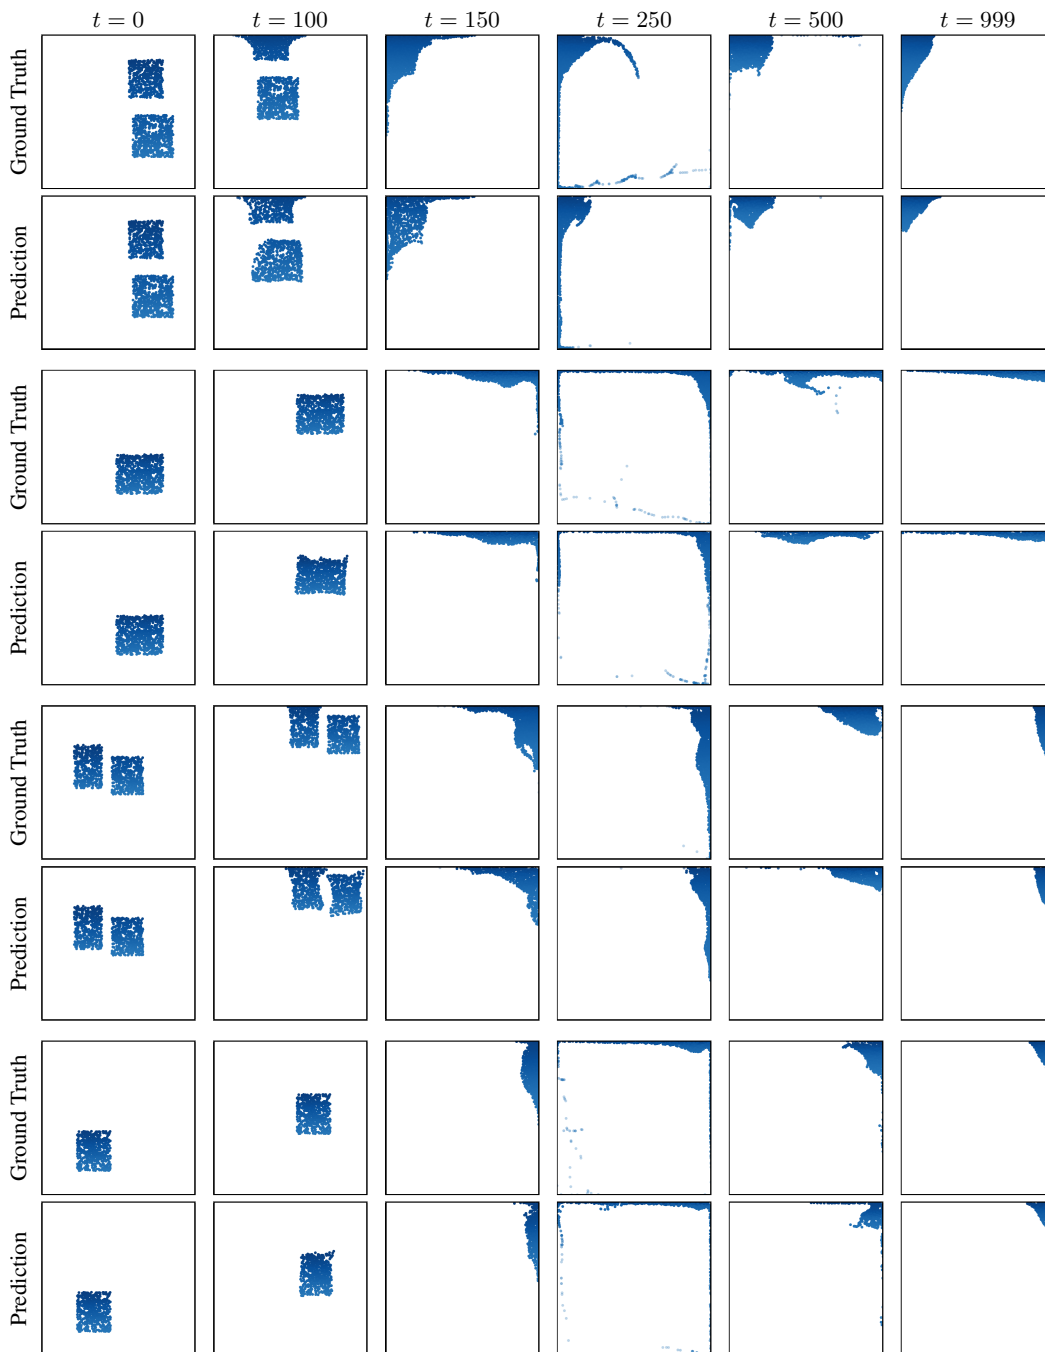 t = 0 t = 100 t = 150 t = 250 t = 500 t = 999
Ground Truth
Prediction
Ground Truth
Prediction
Ground Truth
Prediction
Ground Truth
Prediction